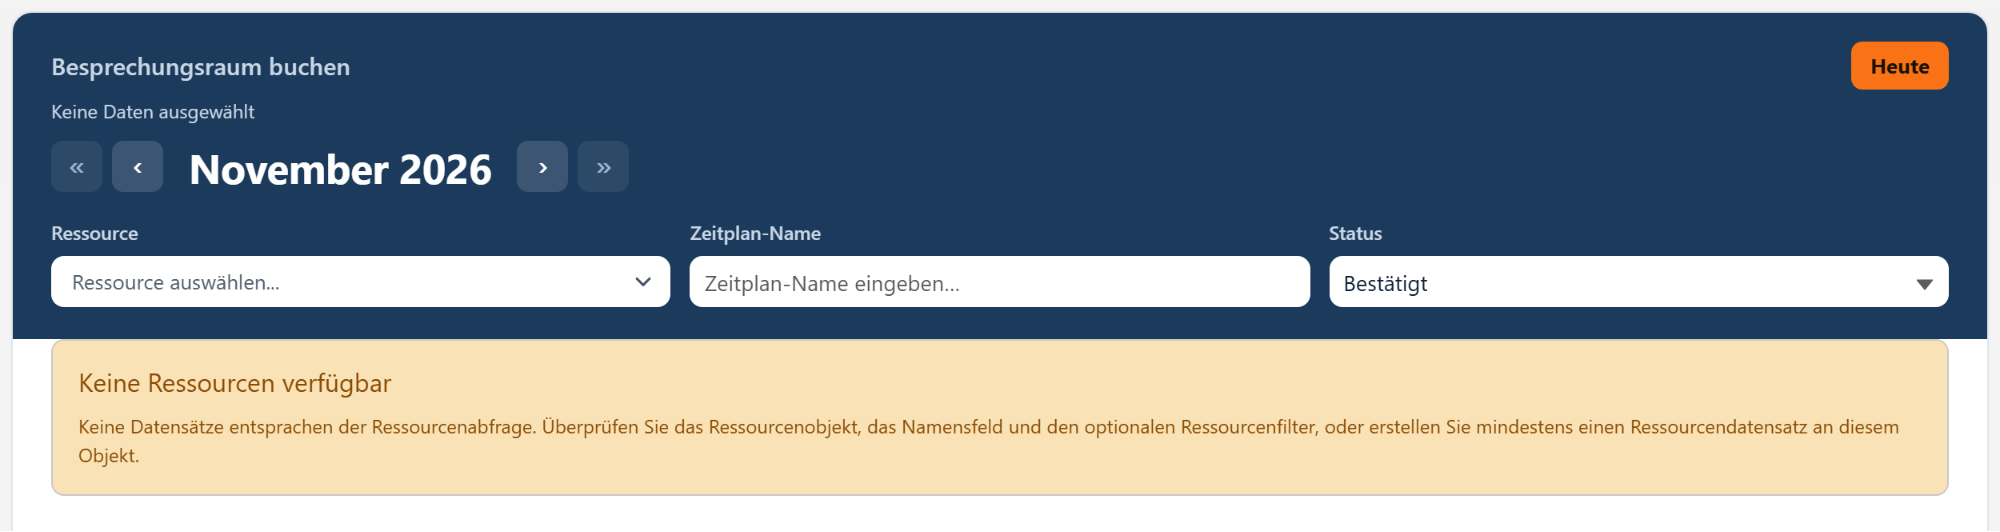 Besprechungsraum buchen
Heute
Keine Daten ausgewählt
« ‹ November 2026 › »
Ressource
Zeitplan-Name
Status
Ressource auswählen...
Zeitplan-Name eingeben...
Bestätigt
Keine Ressourcen verfügbar
Keine Datensätze entsprachen der Ressourcenabfrage. Überprüfen Sie das Ressourcenobjekt, das Namensfeld und den optionalen Ressourcenfilter, oder erstellen Sie mindestens einen Ressourcendatensatz an diesem
Objekt.